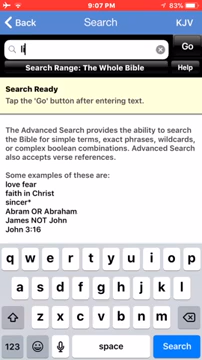 9:07 PM
83%
Back
Search
KJV
li
Go
Search Range: The Whole Bible
Help
Search Ready
Tap the 'Go' button after entering text.
The Advanced Search provides the ability to search
the Bible for simple terms, exact phrases, wildcards,
or complex boolean combinations. Advanced Search
also accepts verse references.
Some examples of these are:
love fear
faith in Christ
sincer*
Abram OR Abraham
James NOT John
John 3:16
q w e r t y u i o p
a s d f g h j k l
z x c v b n m
123
space
Search